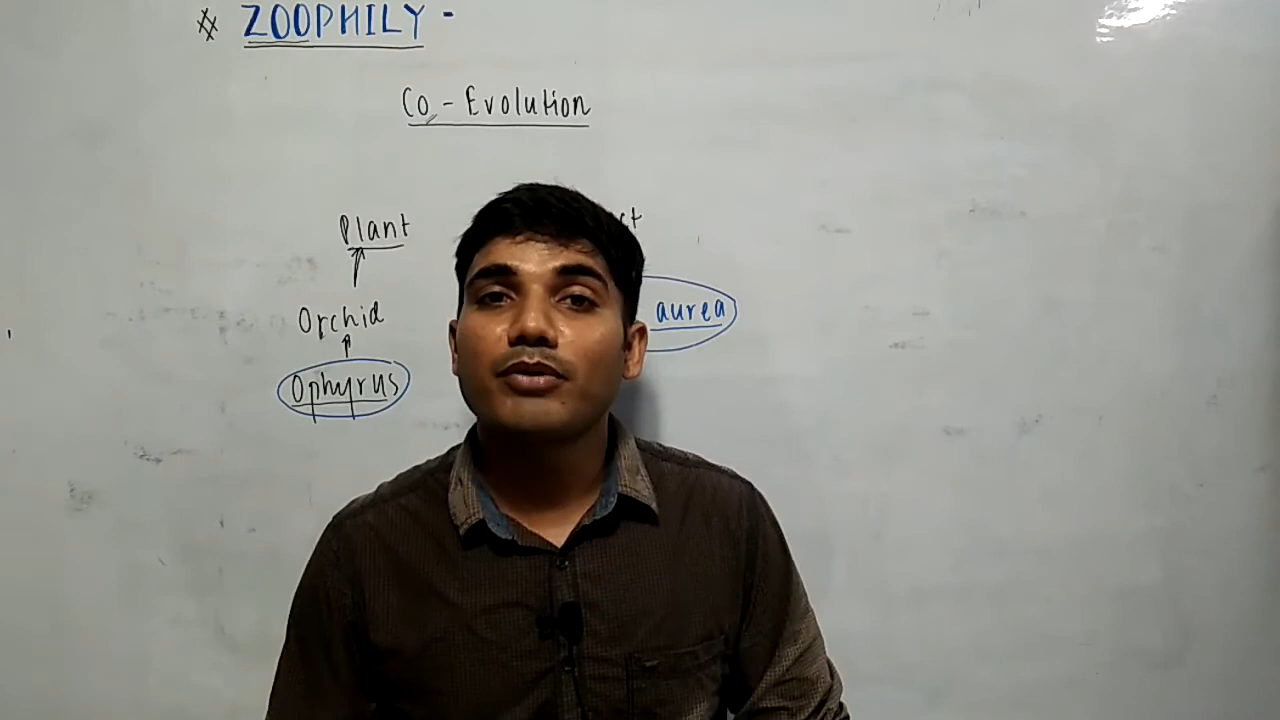 # ZOOPHILY -
Co - Evolution
Plant
Orchid
aurea
Ophyrus